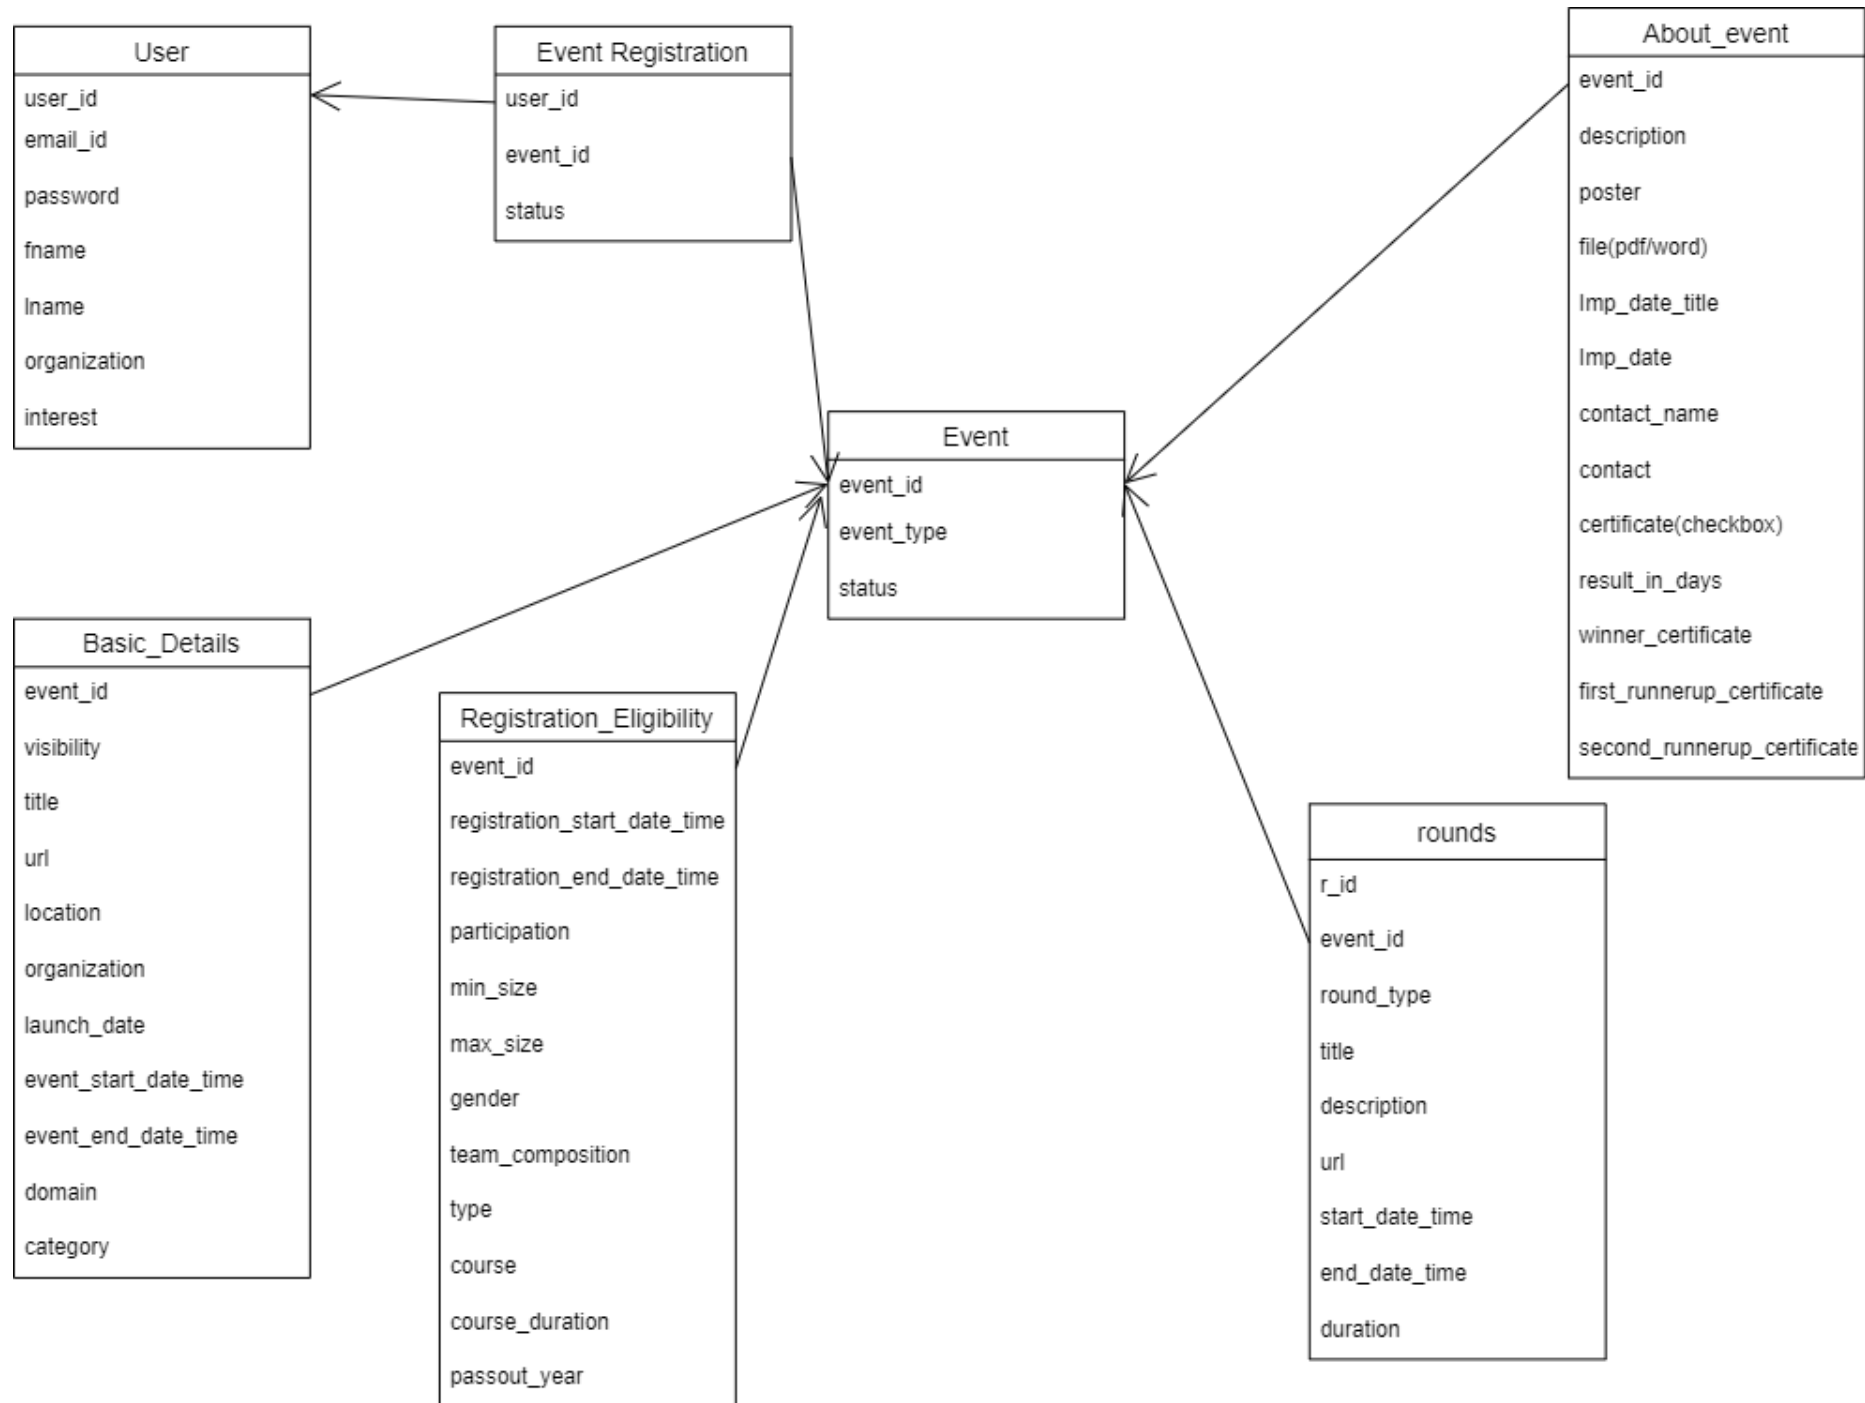 User
user_id
email_id
password
fname
lname
organization
interest
Event Registration
user_id
event_id
status
About_event
event_id
description
poster
file(pdf/word)
Imp_date_title
Imp_date
contact_name
contact
certificate(checkbox)
result_in_days
winner_certificate
first_runnerup_certificate
second_runnerup_certificate
Event
event_id
event_type
status
Basic_Details
event_id
visibility
title
url
location
organization
launch_date
event_start_date_time
event_end_date_time
domain
category
Registration_Eligibility
event_id
registration_start_date_time
registration_end_date_time
participation
min_size
max_size
gender
team_composition
type
course
course_duration
passout_year
rounds
r_id
event_id
round_type
title
description
url
start_date_time
end_date_time
duration